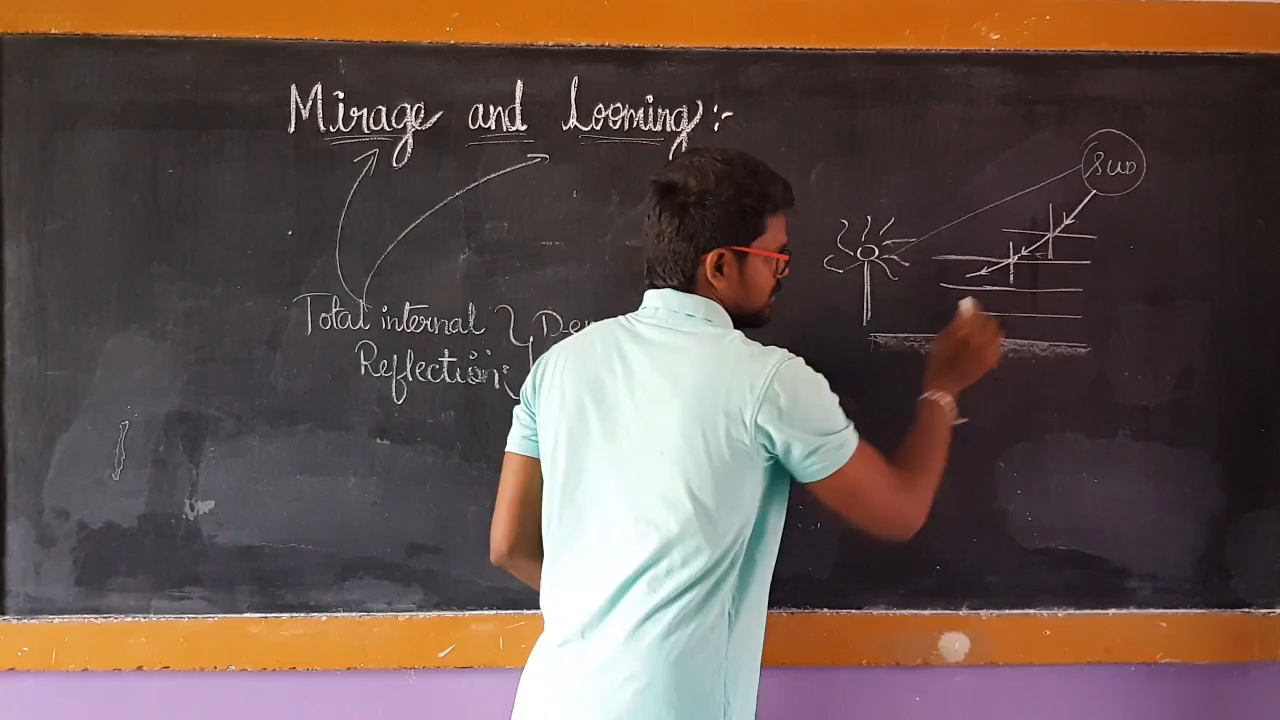 Mirage and Looming :-
Sun
Total internal
Reflection: